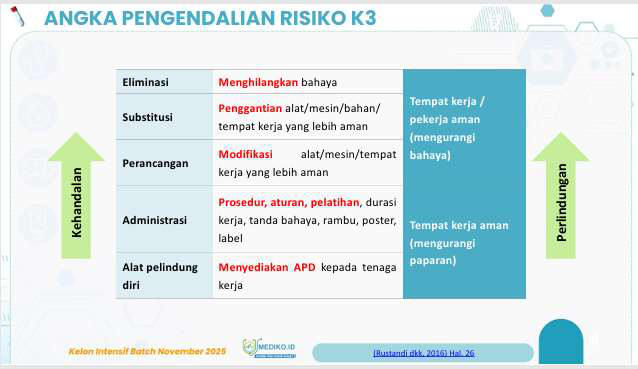 ANGKA PENGENDALIAN RISIKO K3
Kehandalan
Eliminasi
Menghilangkan bahaya
Substitusi
Penggantian alat/mesin/bahan/
tempat kerja yang lebih aman
Perancangan
Modifikasi alat/mesin/tempat
kerja yang lebih aman
Administrasi
Prosedur, aturan, pelatihan, durasi
kerja, tanda bahaya, rambu, poster,
label
Alat pelindung
diri
Menyediakan APD kepada tenaga
kerja
Tempat kerja /
pekerja aman
(mengurangi
bahaya)
Tempat kerja aman
(mengurangi
paparan)
Perlindungan
Kelon Intensif Batch November 2025
MEDIKO.ID
(Rustandi dkk, 2016) Hal. 26